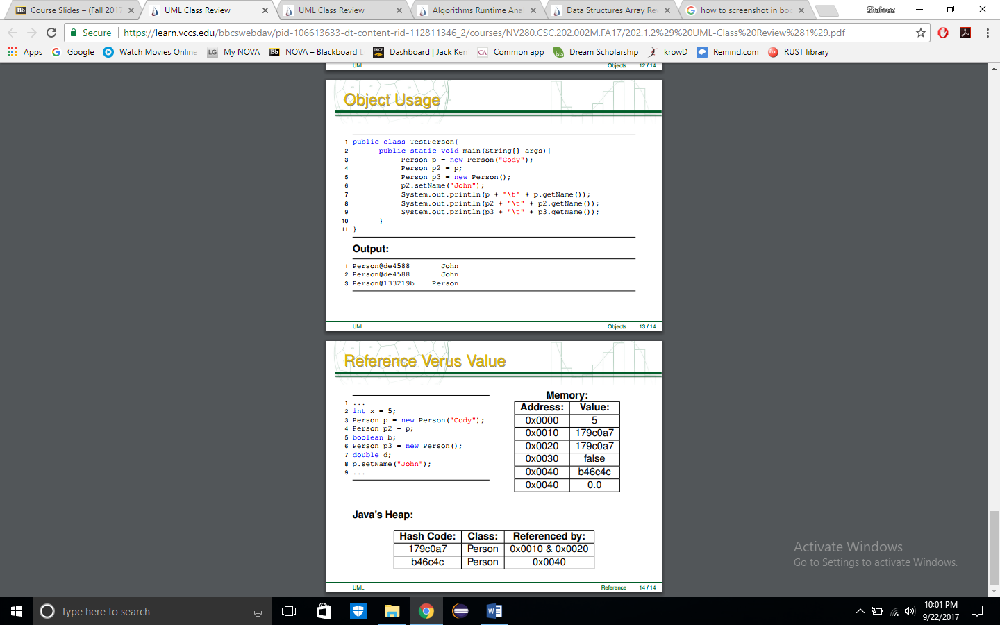 Course Slides – (Fall 2017
UML Class Review
UML Class Review
Algorithms Runtime Ana
Data Structures Array Re
how to screenshot in boo
Shahroz
Secure
https://learn.vccs.edu/bbcswebdav/pid-106613633-dt-content-rid-112811346_2/courses/NV280.CSC.202.002M.FA17/202.1.2%29%20UML-Class%20Review%281%29.pdf
Apps
Google
Watch Movies Online
LG My NOVA
Bb NOVA – Blackboard L
Dashboard | Jack Ken
CA Common app
Dream Scholarship
krowD
Remind.com
RUST library
UML Objects 12 / 14
Object Usage
1 public class TestPerson{
2 public static void main(String[] args){
3 Person p = new Person("Cody");
4 Person p2 = p;
5 Person p3 = new Person();
6 p2.setName("John");
7 System.out.println(p + "\t" + p.getName());
8 System.out.println(p2 + "\t" + p2.getName());
9 System.out.println(p3 + "\t" + p3.getName());
10 }
11 }
Output:
1 Person@de4588 John
2 Person@de4588 John
3 Person@133219b Person
UML Objects 13 / 14
Reference Verus Value
1 ...
2 int x = 5;
3 Person p = new Person("Cody");
4 Person p2 = p;
5 boolean b;
6 Person p3 = new Person();
7 double d;
8 p.setName("John");
9 ...
Memory:
Address: Value:
0x0000 5
0x0010 179c0a7
0x0020 179c0a7
0x0030 false
0x0040 b46c4c
0x0040 0.0
Java's Heap:
Hash Code: Class: Referenced by:
179c0a7 Person 0x0010 & 0x0020
b46c4c Person 0x0040
UML Reference 14 / 14
Activate Windows
Go to Settings to activate Windows.
Type here to search
10:01 PM
9/22/2017